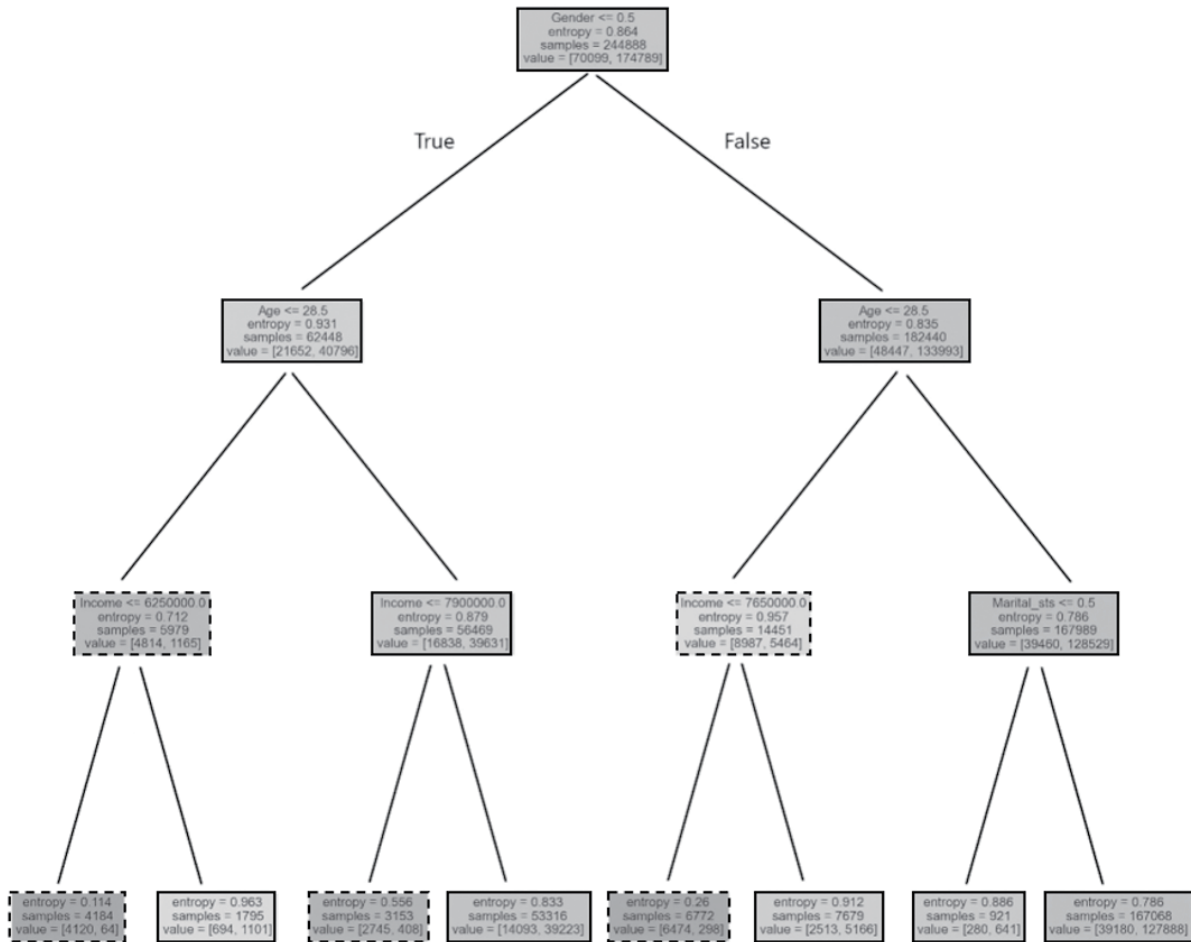 Gender <= 0.5
entropy = 0.864
samples = 244888
value = [70099, 174789]
True
False
Age <= 28.5
entropy = 0.931
samples = 62448
value = [21652, 40796]
Age <= 28.5
entropy = 0.835
samples = 182440
value = [48447, 133993]
Income <= 6250000.0
entropy = 0.712
samples = 5979
value = [4814, 1165]
Income <= 7900000.0
entropy = 0.879
samples = 56469
value = [16838, 39631]
Income <= 7650000.0
entropy = 0.957
samples = 14451
value = [8987, 5464]
Marital_sts <= 0.5
entropy = 0.786
samples = 167989
value = [39460, 128529]
entropy = 0.114
samples = 4184
value = [4120, 64]
entropy = 0.963
samples = 1795
value = [694, 1101]
entropy = 0.556
samples = 3153
value = [2745, 408]
entropy = 0.833
samples = 53316
value = [14093, 39223]
entropy = 0.26
samples = 6772
value = [6474, 298]
entropy = 0.912
samples = 7679
value = [2513, 5166]
entropy = 0.886
samples = 921
value = [280, 641]
entropy = 0.786
samples = 167068
value = [39180, 127888]